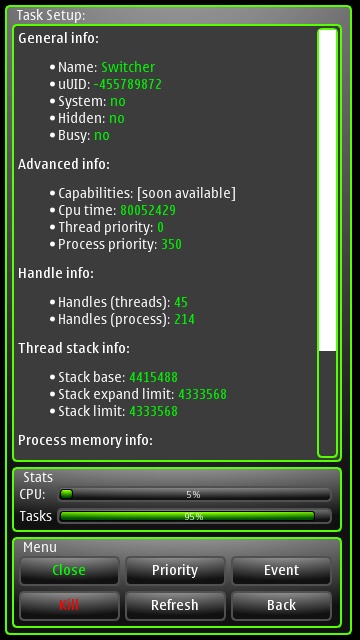 Task Setup:
General info:
• Name: Switcher
• uUID: -455789872
• System: no
• Hidden: no
• Busy: no
Advanced info:
• Capabilities: [soon available]
• Cpu time: 80052429
• Thread priority: 0
• Process priority: 350
Handle info:
• Handles (threads): 45
• Handles (process): 214
Thread stack info:
• Stack base: 4415488
• Stack expand limit: 4333568
• Stack limit: 4333568
Process memory info:
Stats
CPU: 5%
Tasks 95%
Menu
Close Priority Event
Kill Refresh Back